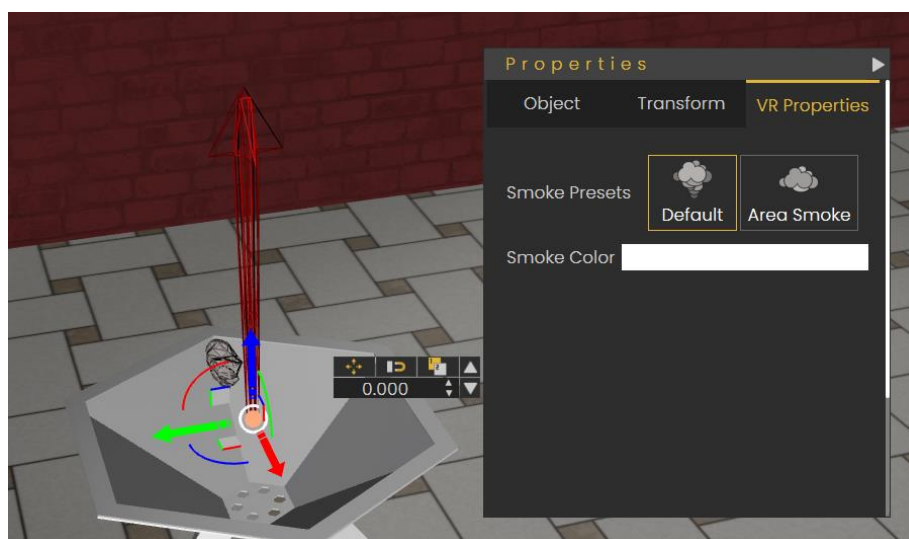 Properties
Object Transform VR Properties
Smoke Presets
Default Area Smoke
Smoke Color
0.000